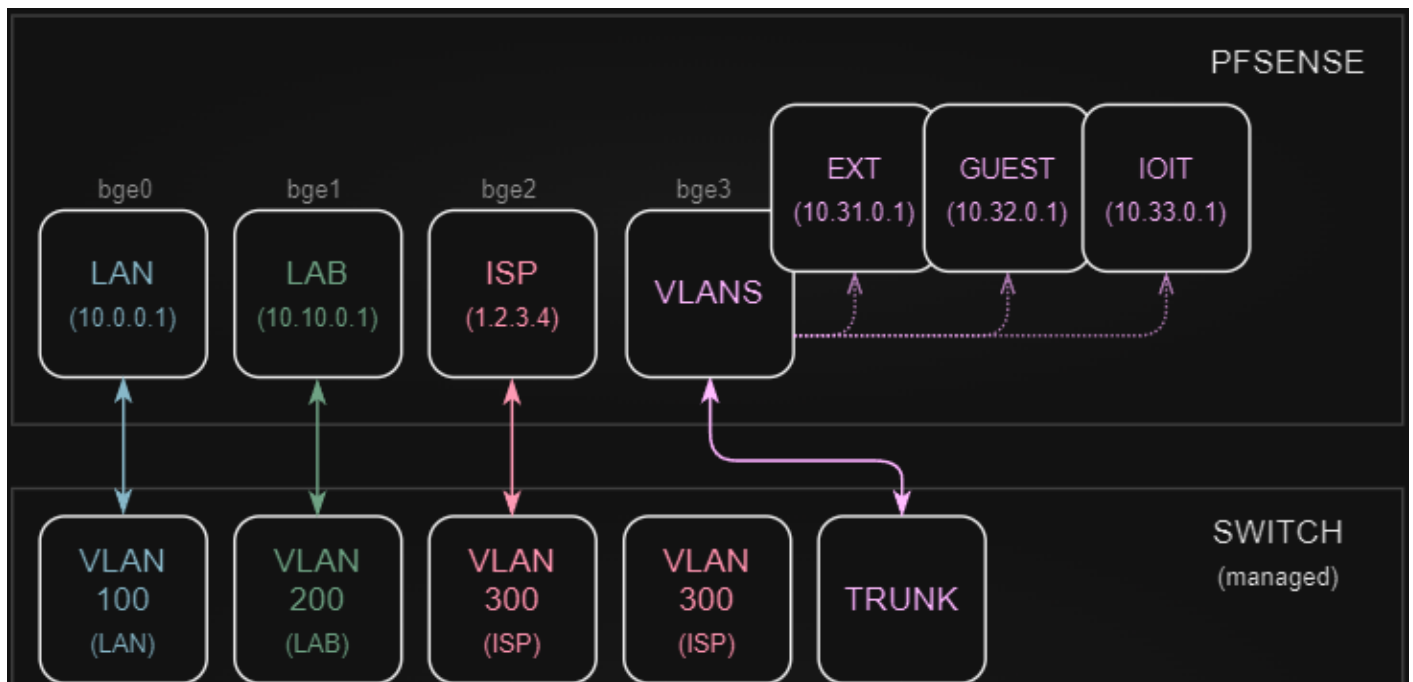 PFSENSE
EXT
(10.31.0.1)
GUEST
(10.32.0.1)
IOIT
(10.33.0.1)
bge0
bge1
bge2
bge3
LAN
(10.0.0.1)
LAB
(10.10.0.1)
ISP
(1.2.3.4)
VLANS
SWITCH
(managed)
VLAN
100
(LAN)
VLAN
200
(LAB)
VLAN
300
(ISP)
VLAN
300
(ISP)
TRUNK